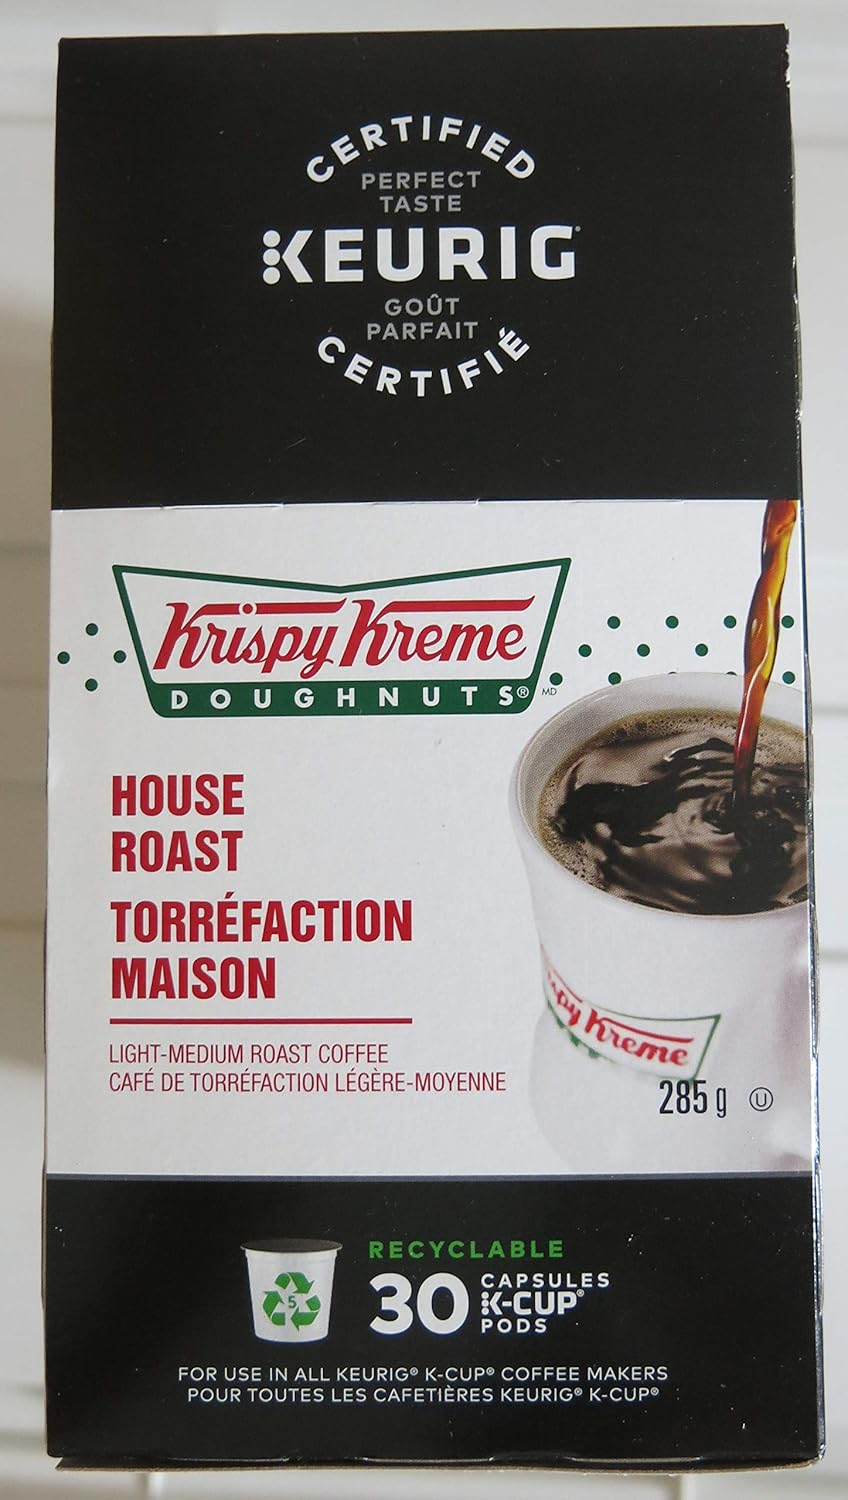 CERTIFIED
PERFECT
TASTE
KEURIG
GOÛT
PARFAIT
CERTIFIÉ
Krispy Kreme
DOUGHNUTS® MD
HOUSE
ROAST
TORRÉFACTION
MAISON
LIGHT-MEDIUM ROAST COFFEE
CAFÉ DE TORRÉFACTION LÉGÈRE-MOYENNE
Kreme
285 g Ⓤ
RECYCLABLE
5
30 CAPSULES
K-CUP®
PODS
FOR USE IN ALL KEURIG® K-CUP® COFFEE MAKERS
POUR TOUTES LES CAFETIÈRES KEURIG® K-CUP®